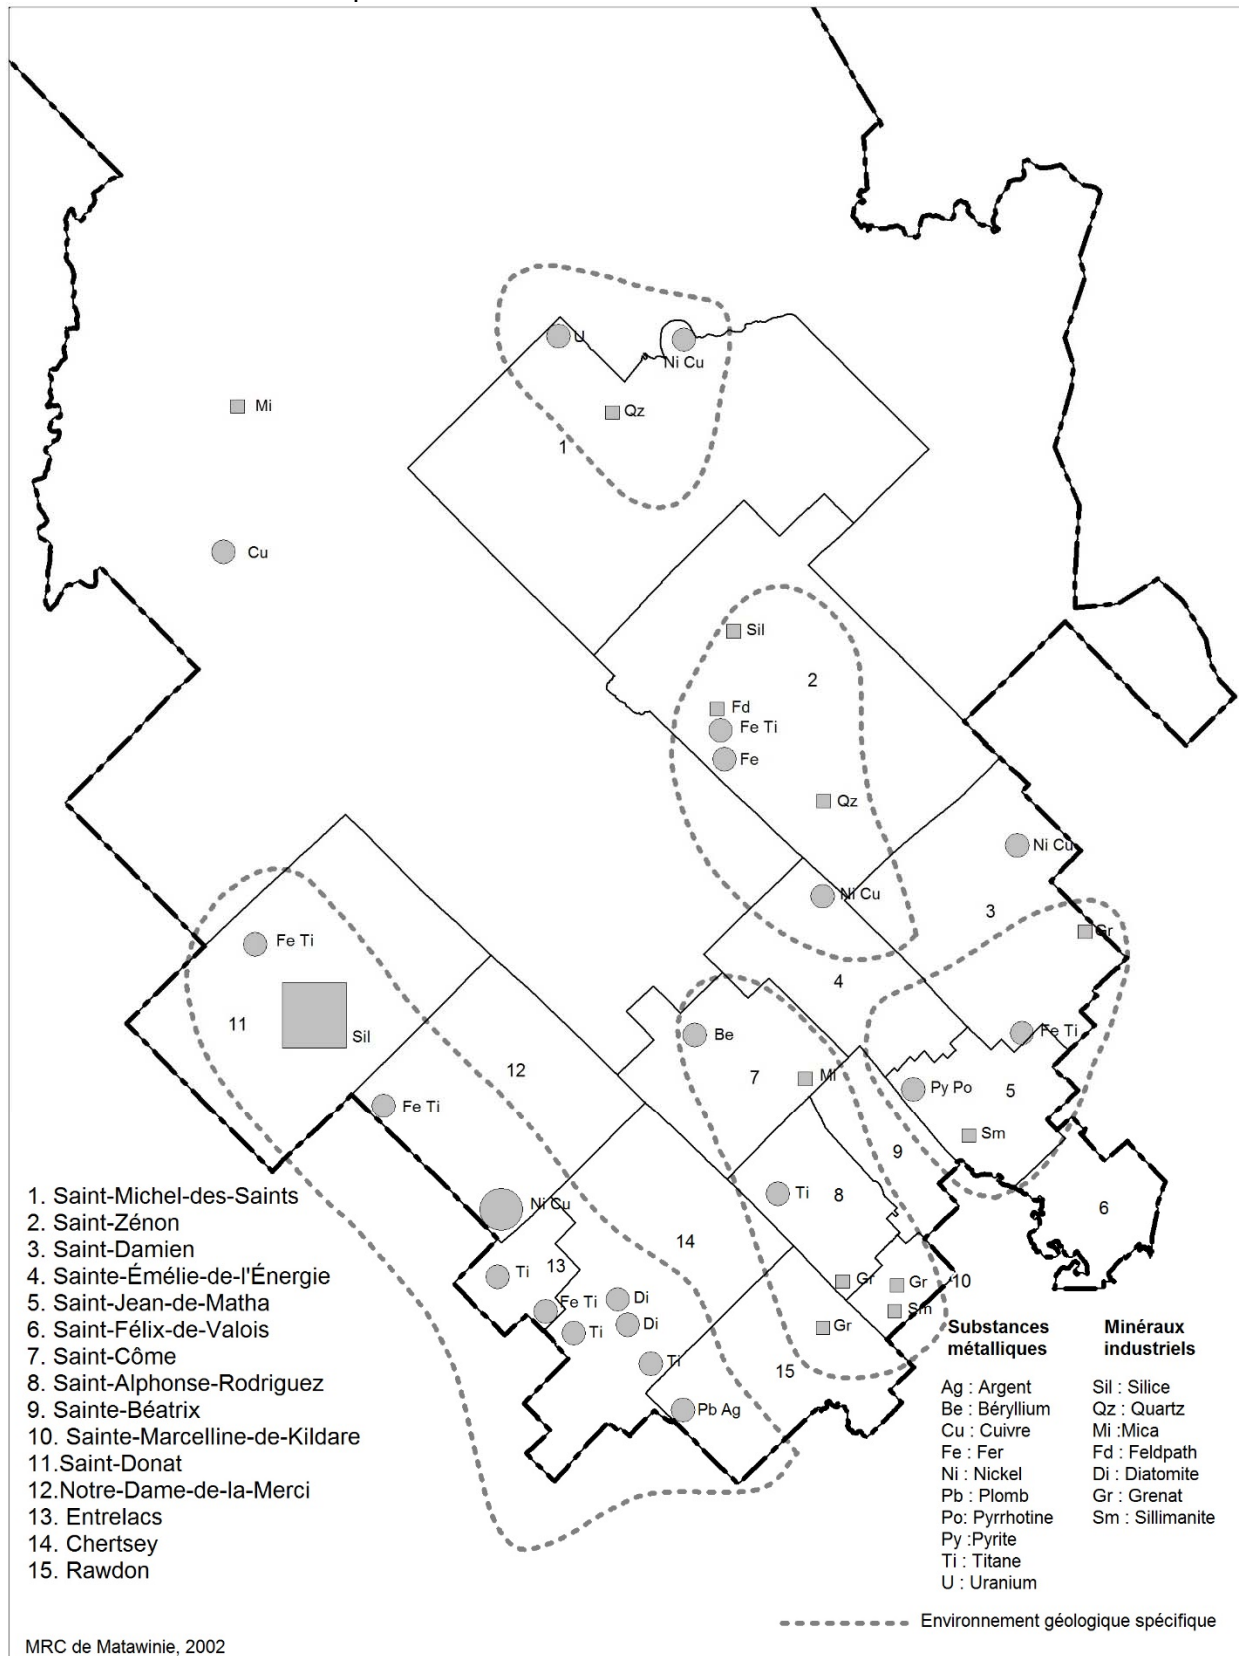 U
Ni Cu
Mi
Qz
1
Cu
Sil
2
Fd
Fe Ti
Fe
Qz
Ni Cu
Ni Cu
3
Gr
Fe Ti
4
11
Sil
Be
Fe Ti
12
7
Mi
Py Po
5
Fe Ti
Sm
9
Ti
8
6
Ni Cu
14
13
Ti
Gr
Gr
10
Di
Fe Ti
Sm
Ti
Di
Gr
Ti
15
Pb Ag
1. Saint-Michel-des-Saints
2. Saint-Zénon
3. Saint-Damien
4. Sainte-Émélie-de-l'Énergie
5. Saint-Jean-de-Matha
6. Saint-Félix-de-Valois
7. Saint-Côme
8. Saint-Alphonse-Rodriguez
9. Sainte-Béatrix
10. Sainte-Marcelline-de-Kildare
11.Saint-Donat
12.Notre-Dame-de-la-Merci
13. Entrelacs
14. Chertsey
15. Rawdon
Substances
métalliques
Ag : Argent
Be : Béryllium
Cu : Cuivre
Fe : Fer
Ni : Nickel
Pb : Plomb
Po: Pyrrhotine
Py :Pyrite
Ti : Titane
U : Uranium
Minéraux
industriels
Sil : Silice
Qz : Quartz
Mi :Mica
Fd : Feldpath
Di : Diatomite
Gr : Grenat
Sm : Sillimanite
Environnement géologique spécifique
MRC de Matawinie, 2002